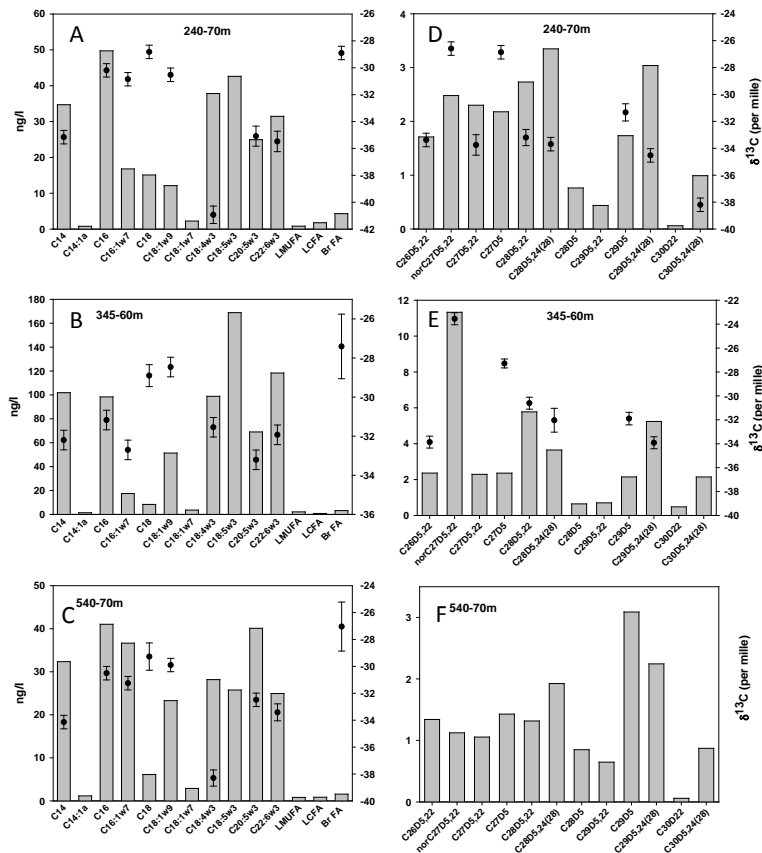 A
240-70m
ng/l
60
50
40
30
20
10
0
-26
-28
-30
-32
-34
-36
-38
-40
-42
C14
C14:1a
C16
C16:1w7
C18
C18:1w9
C18:1w7
C18:4w3
C18:5w3
C20:5w3
C22:6w3
LMUFA
LCFA
Br FA
D
240-70m
4
3
2
1
0
-24
-26
-28
-30
-32
-34
-36
-38
-40
δ13C (per mille)
C26D5,22
norC27D5,22
C27D5,22
C27D5
C28D5,22
C28D5,24(28)
C28D5
C29D5,22
C29D5
C29D5,24(28)
C30D22
C30D5,24(28)
B
345-60m
ng/l
180
160
140
120
100
80
60
40
20
0
-26
-28
-30
-32
-34
-36
C14
C14:1a
C16
C16:1w7
C18
C18:1w9
C18:1w7
C18:4w3
C18:5w3
C20:5w3
C22:6w3
LMUFA
LCFA
Br FA
E
345-60m
12
10
8
6
4
2
0
-22
-24
-26
-28
-30
-32
-34
-36
-38
-40
δ13C (per mille)
C26D5,22
norC27D5,22
C27D5,22
C27D5
C28D5,22
C28D5,24(28)
C28D5
C29D5,22
C29D5
C29D5,24(28)
C30D22
C30D5,24(28)
C
540-70m
ng/l
50
40
30
20
10
0
-24
-26
-28
-30
-32
-34
-36
-38
-40
C14
C14:1a
C16
C16:1w7
C18
C18:1w9
C18:1w7
C18:4w3
C18:5w3
C20:5w3
C22:6w3
LMUFA
LCFA
Br FA
F
540-70m
3
2
1
0
δ13C (per mille)
C26D5,22
norC27D5,22
C27D5,22
C27D5
C28D5,22
C28D5,24(28)
C28D5
C29D5,22
C29D5
C29D5,24(28)
C30D22
C30D5,24(28)